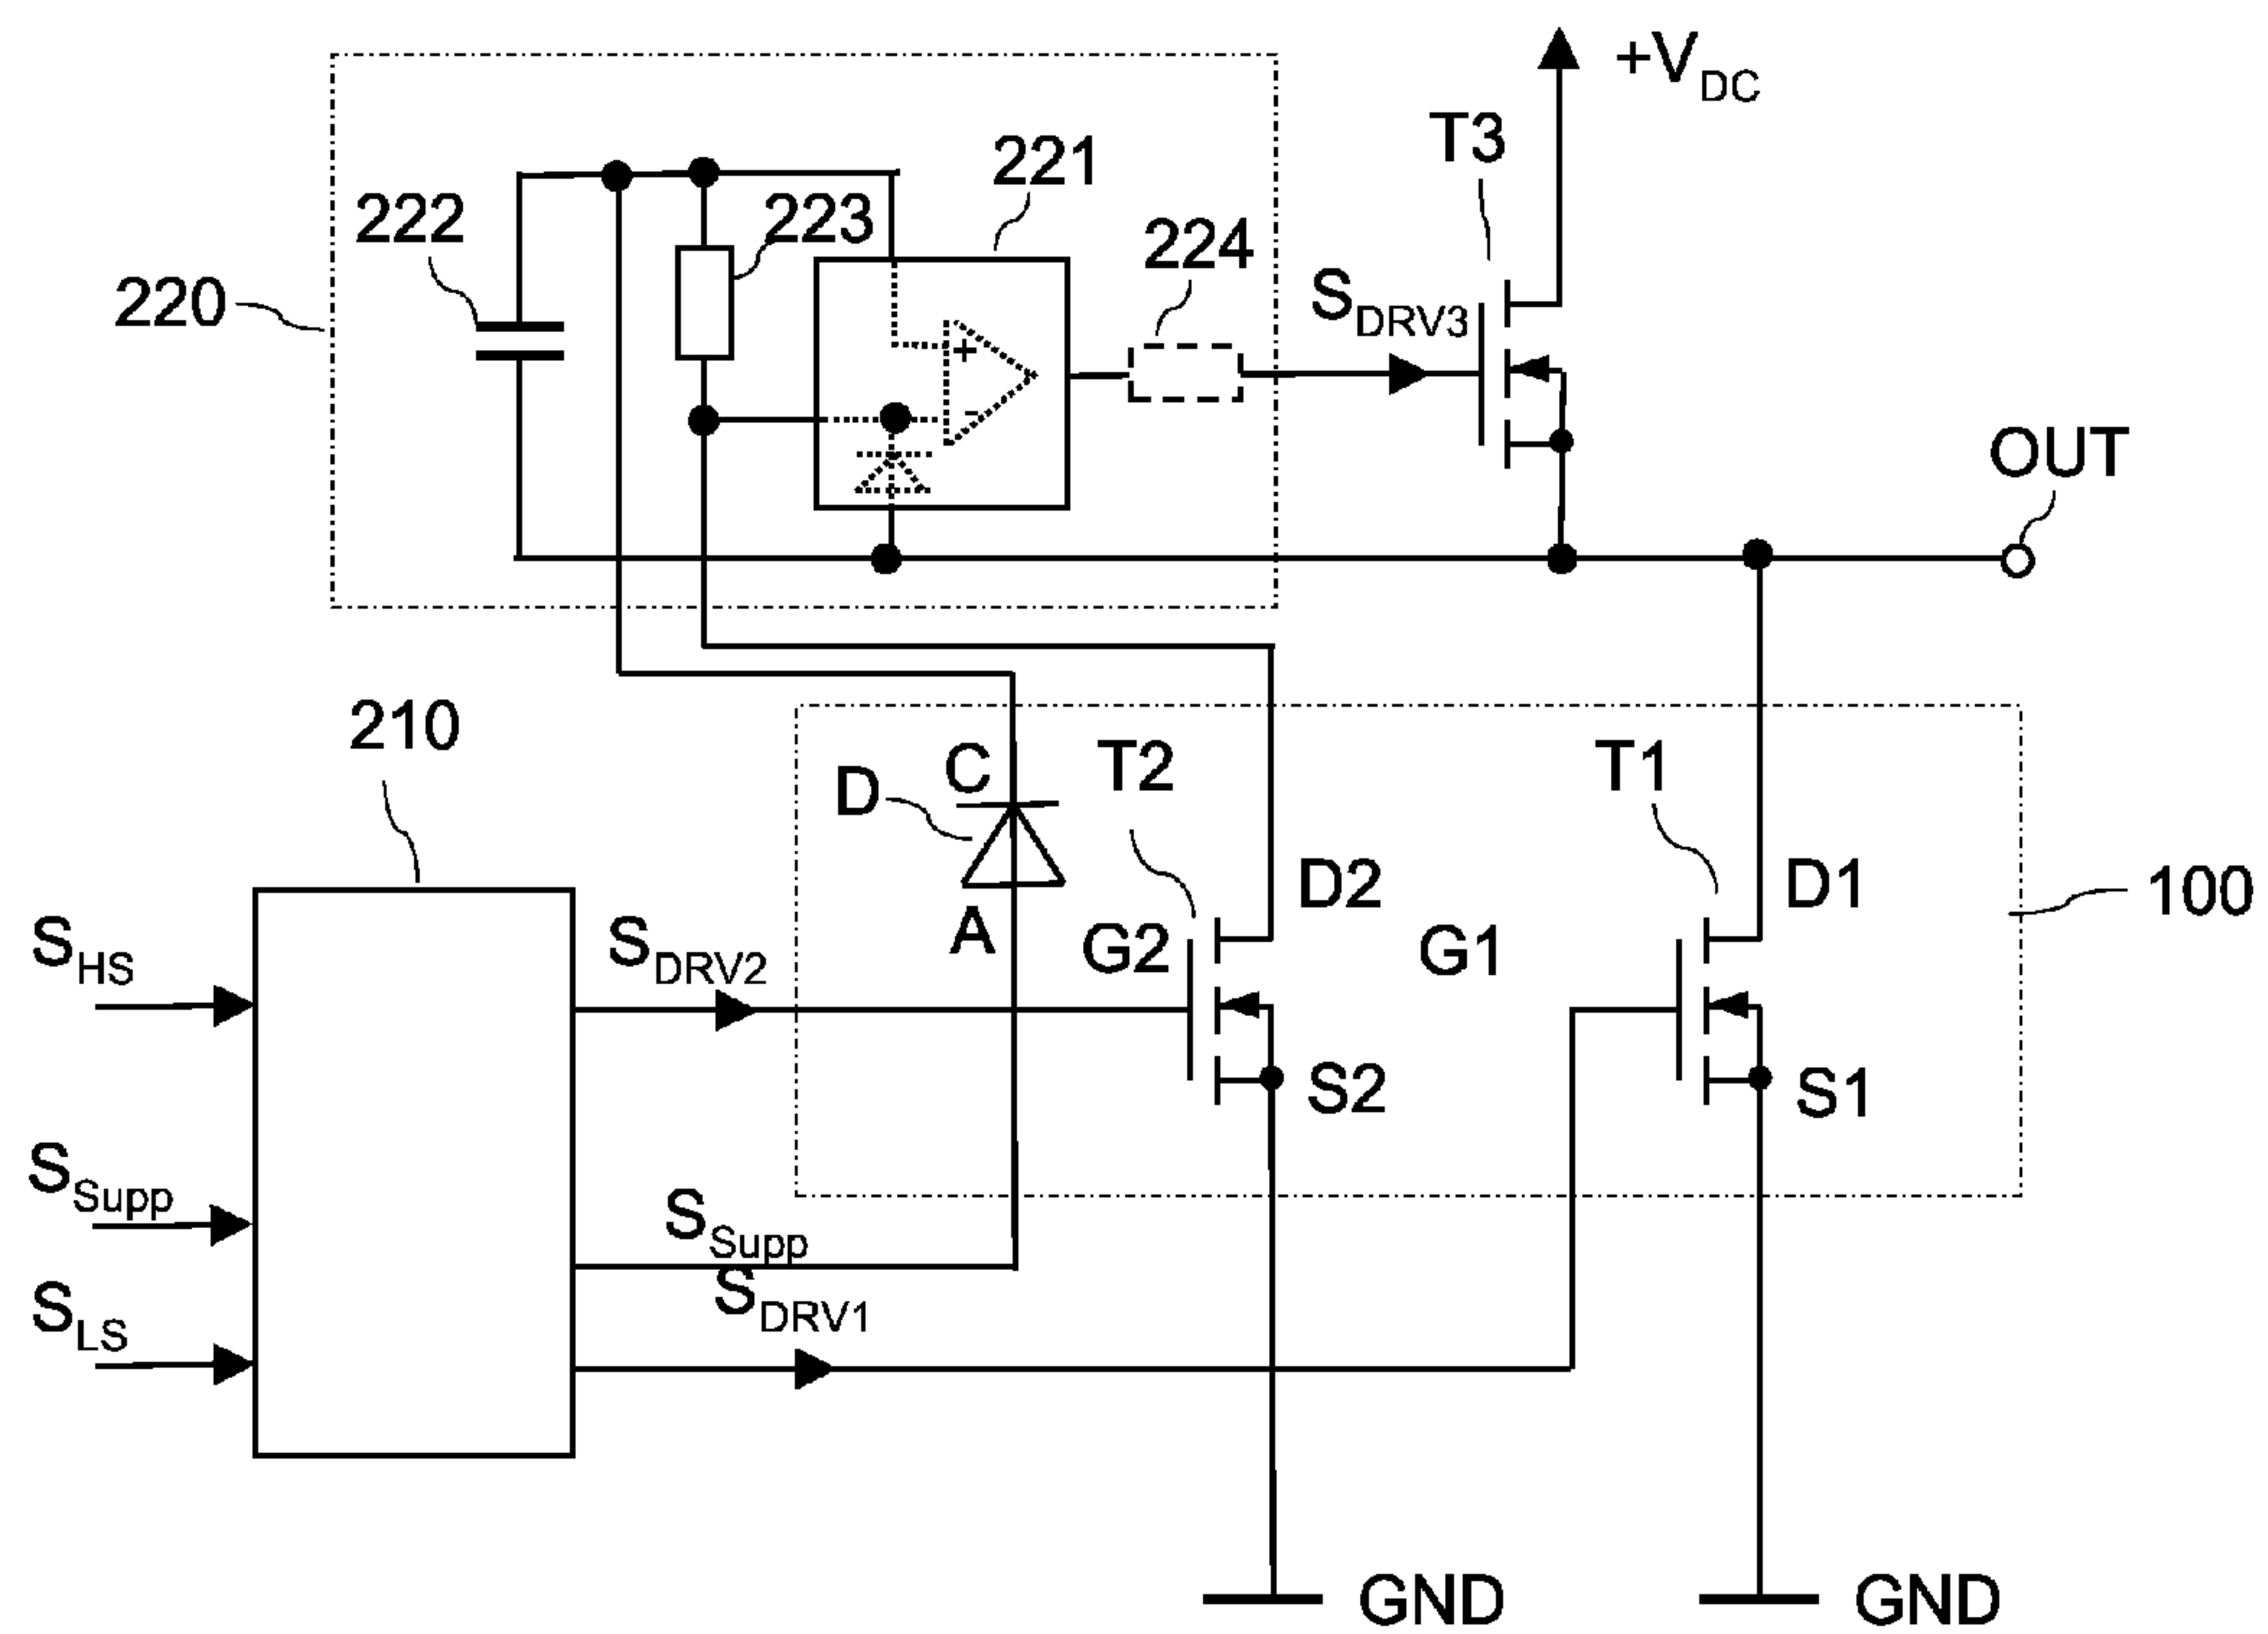 +VDC
T3
221
222
223
224
220
SDRV3
+
-
OUT
210
C
T2
T1
D
D2
D1
100
A
G2
G1
SHS
SDRV2
S2
S1
SSupp
SSupp
SLS
SDRV1
GND
GND